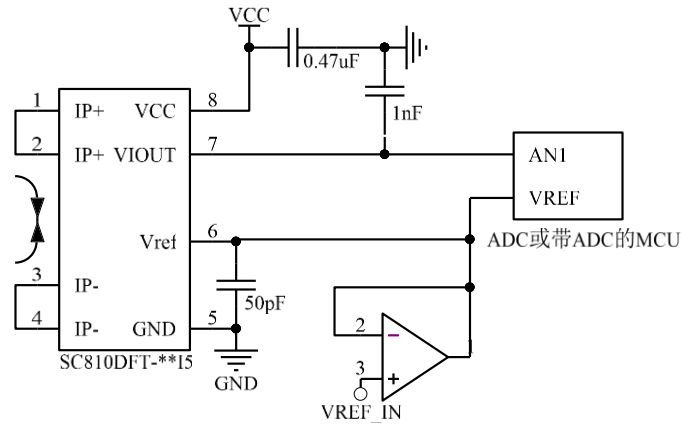 VCC
0.47uF
1nF
1 IP+ VCC 8
2 IP+ VIOUT 7
AN1
VREF
Vref 6
ADC或带ADC的MCU
3 IP-
50pF
4 IP- GND 5
SC810DFT-**I5
GND
2 -
1
3 +
VREF_IN